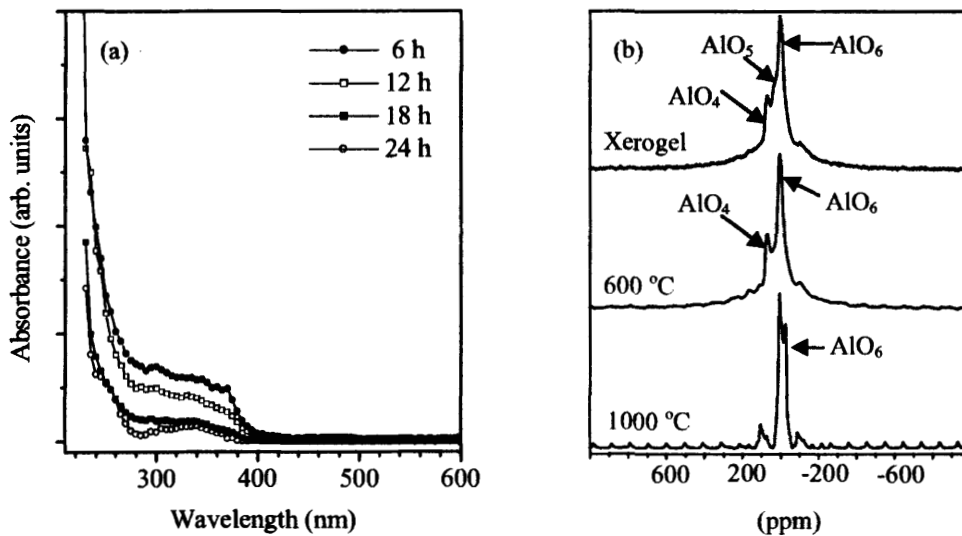 (a)
6 h
12 h
18 h
24 h
Absorbance (arb. units)
300
400
500
600
Wavelength (nm)
(b)
AlO5
AlO6
AlO4
Xerogel
AlO4
AlO6
600 °C
AlO6
1000 °C
600 200 -200 -600
(ppm)